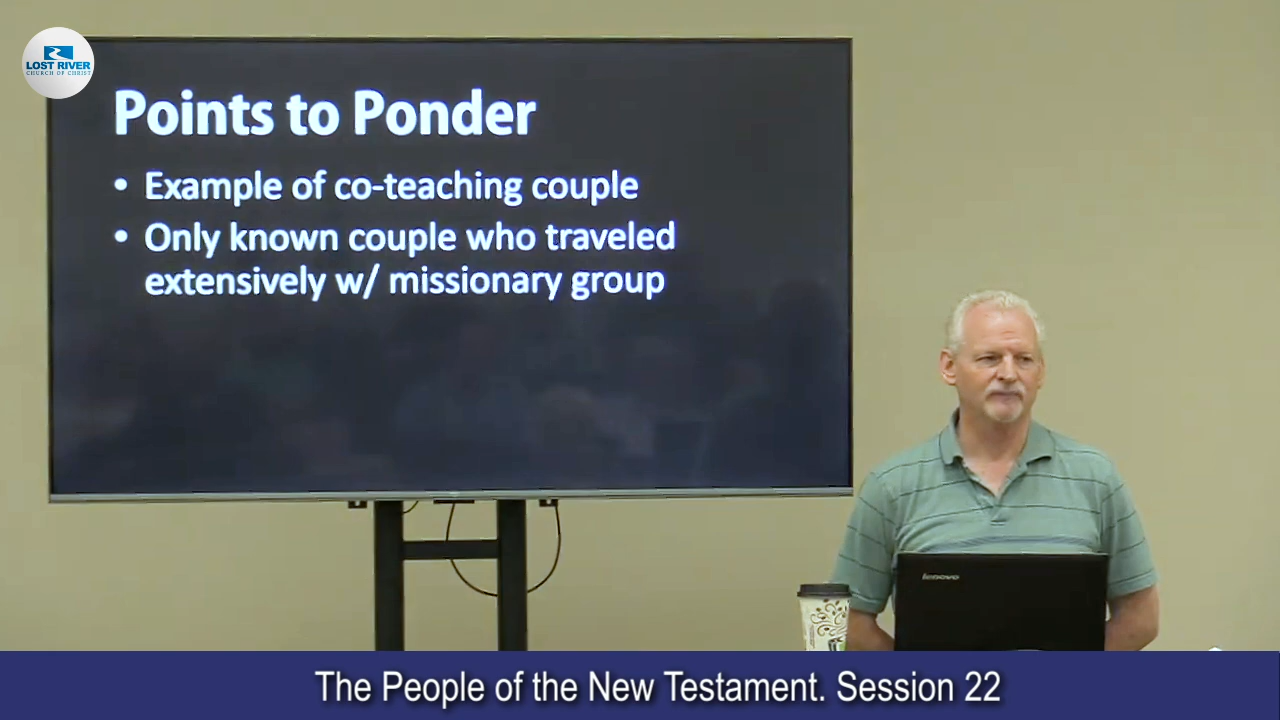 LOST RIVER
CHURCH OF CHRIST
Points to Ponder
• Example of co-teaching couple
• Only known couple who traveled
extensively w/ missionary group
lenovo
The People of the New Testament. Session 22